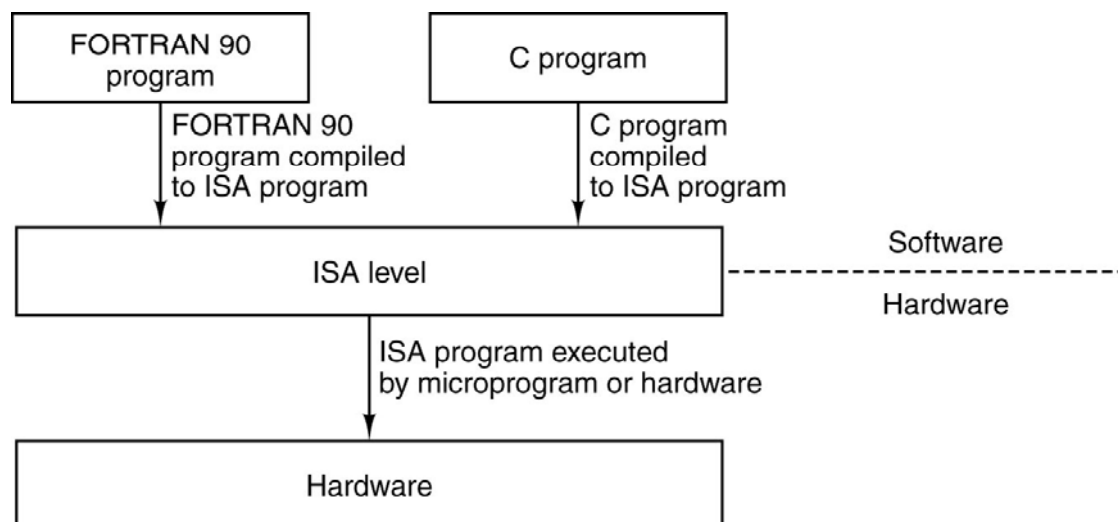 FORTRAN 90
program
C program
FORTRAN 90
program compiled
to ISA program
C program
compiled
to ISA program
ISA level
Software
Hardware
ISA program executed
by microprogram or hardware
Hardware